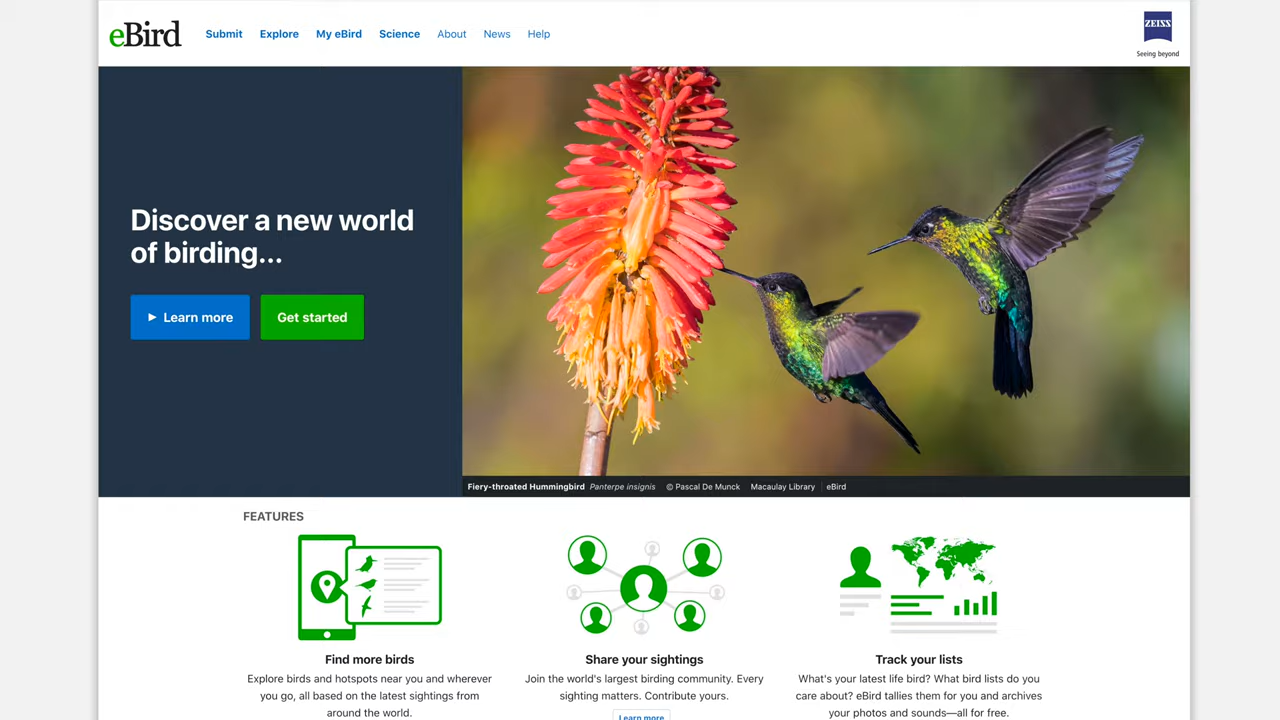 eBird Submit Explore My eBird Science About News Help
ZEISS
Seeing beyond
Discover a new world
of birding...
Learn more Get started
Fiery-throated Hummingbird Panterpe insignis © Pascal De Munck Macaulay Library eBird
FEATURES
Find more birds
Explore birds and hotspots near you and wherever
you go, all based on the latest sightings from
around the world.
Share your sightings
Join the world's largest birding community. Every
sighting matters. Contribute yours.
Learn more
Track your lists
What's your latest life bird? What bird lists do you
care about? eBird tallies them for you and archives
your photos and sounds—all for free.